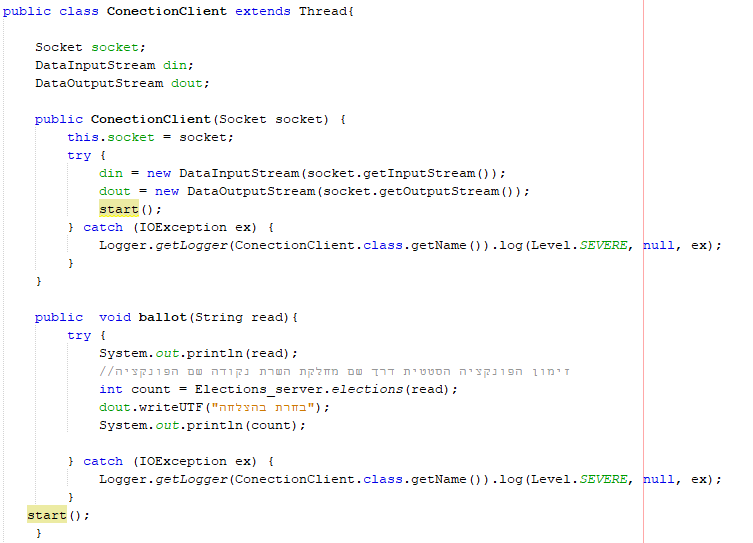 public class ConectionClient extends Thread{
Socket socket;
DataInputStream din;
DataOutputStream dout;
public ConectionClient(Socket socket) {
this.socket = socket;
try {
din = new DataInputStream(socket.getInputStream());
dout = new DataOutputStream(socket.getOutputStream());
start();
} catch (IOException ex) {
Logger.getLogger(ConectionClient.class.getName()).log(Level.SEVERE, null, ex);
}
}
public  void ballot(String read){
try {
System.out.println(read);
//זימון הפונקציה הסטטית דרך שם מחלקת השרת נקודה שם הפונקציה
int count = Elections_server.elections(read);
dout.writeUTF("בחרת בהצלחה");
System.out.println(count);
} catch (IOException ex) {
Logger.getLogger(ConectionClient.class.getName()).log(Level.SEVERE, null, ex);
}
start();
}